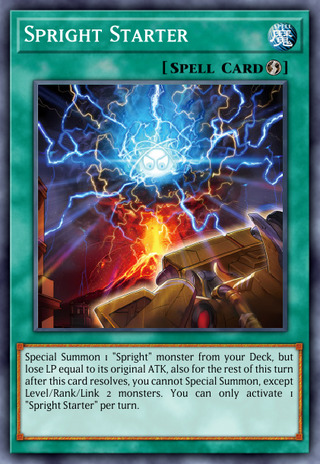 Spright Starter
[Spell Card]
Special Summon 1 "Spright" monster from your Deck, but
lose LP equal to its original ATK, also for the rest of this turn
after this card resolves, you cannot Special Summon, except
Level/Rank/Link 2 monsters. You can only activate 1
"Spright Starter" per turn.